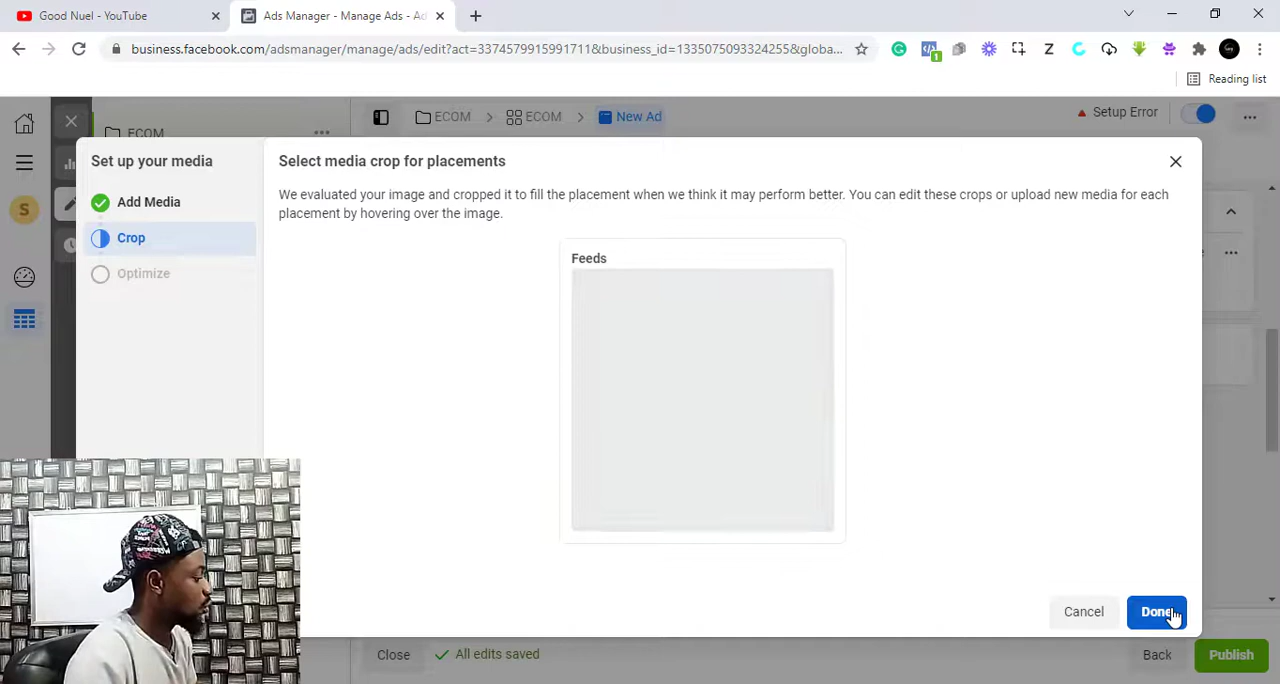 Good Nuel - YouTube
Ads Manager - Manage Ads - Ad
business.facebook.com/adsmanager/manage/ads/edit?act=3374579915991711&business_id=1335075093324255&globa...
1
Z
Reading list
ECOM
ECOM > ECOM > New Ad
Setup Error
S
Set up your media
Add Media
Crop
Optimize
Select media crop for placements
We evaluated your image and cropped it to fill the placement when we think it may perform better. You can edit these crops or upload new media for each
placement by hovering over the image.
Feeds
Cancel
Done
Close
All edits saved
Back
Publish